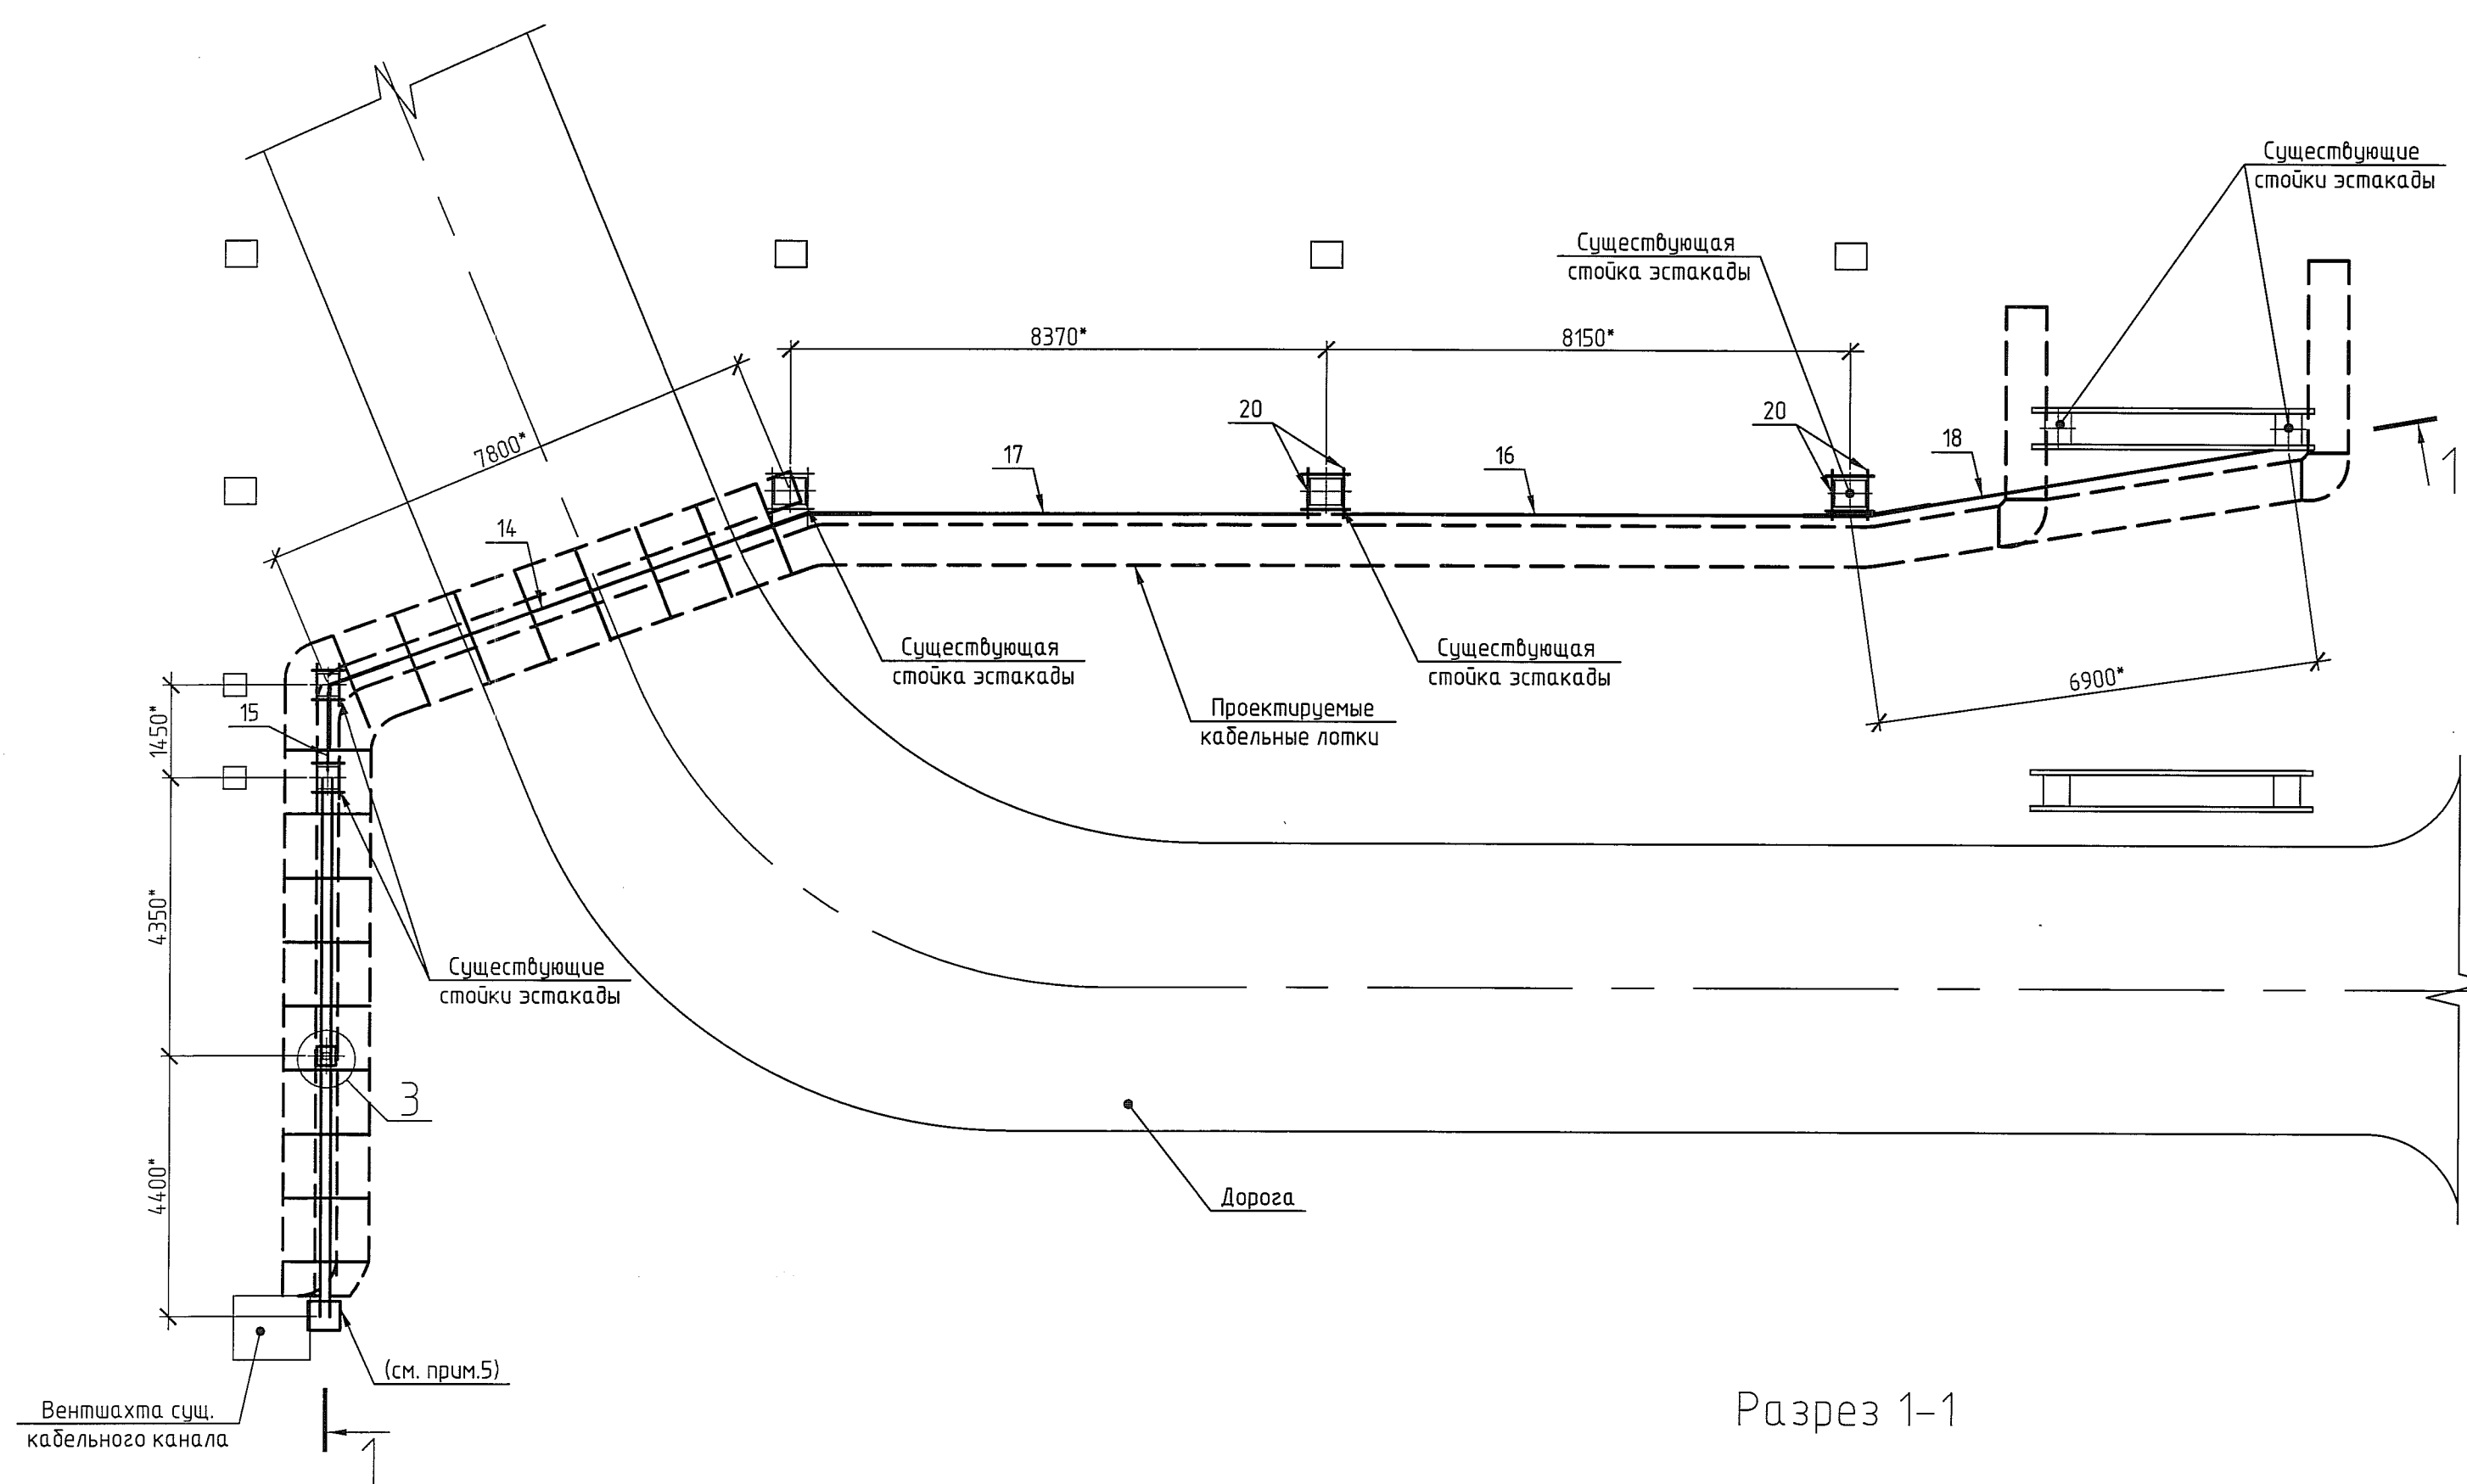 Существующие
стойки эстакады
Существующая
стойка эстакады
8370*
8150*
7800*
20
20
17
16
18
1
14
Существующая
стойка эстакады
Существующая
стойка эстакады
6900*
Проектируемые
кабельные лотки
1450*
15
4350*
Существующие
стойки эстакады
3
4400*
Дорога
(см. прим.5)
Вентшахта сущ.
кабельного канала
1
Разрез 1-1